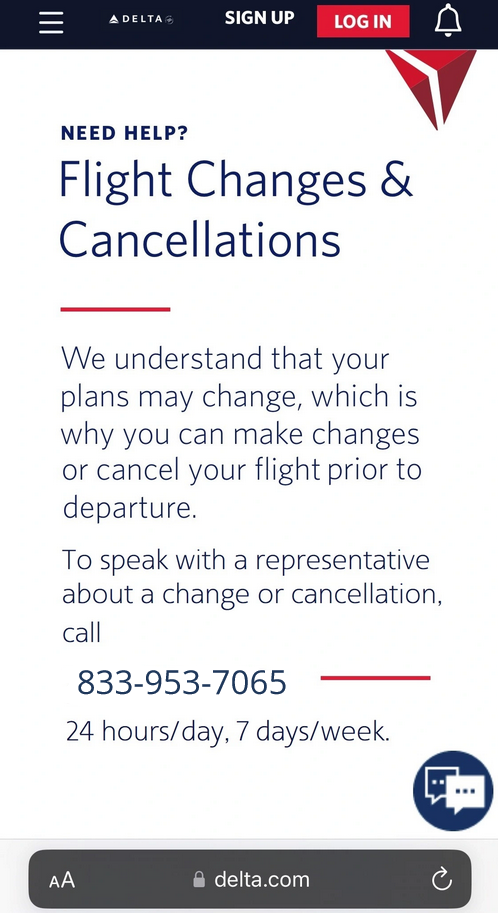 DELTA
SIGN UP
LOG IN
NEED HELP?
Flight Changes &
Cancellations
We understand that your
plans may change, which is
why you can make changes
or cancel your flight prior to
departure.
To speak with a representative
about a change or cancellation,
call
833-953-7065
24 hours/day, 7 days/week.
AA
delta.com